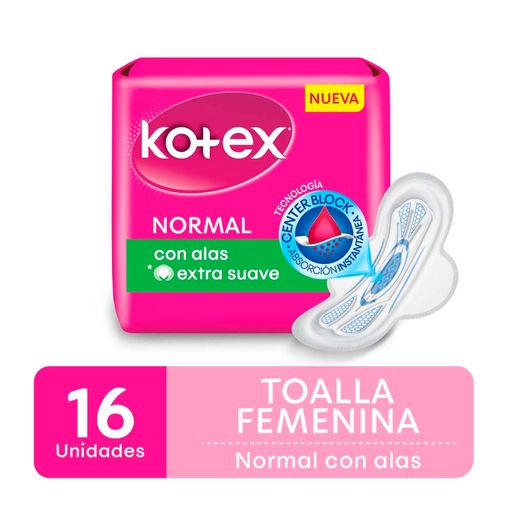 NUEVA
kotex
NORMAL
con alas
*extra suave
TECNOLOGÍA
CENTER BLOCK
ABSORCIÓN INSTANTÁNEA
16
Unidades
TOALLA
FEMENINA
Normal con alas